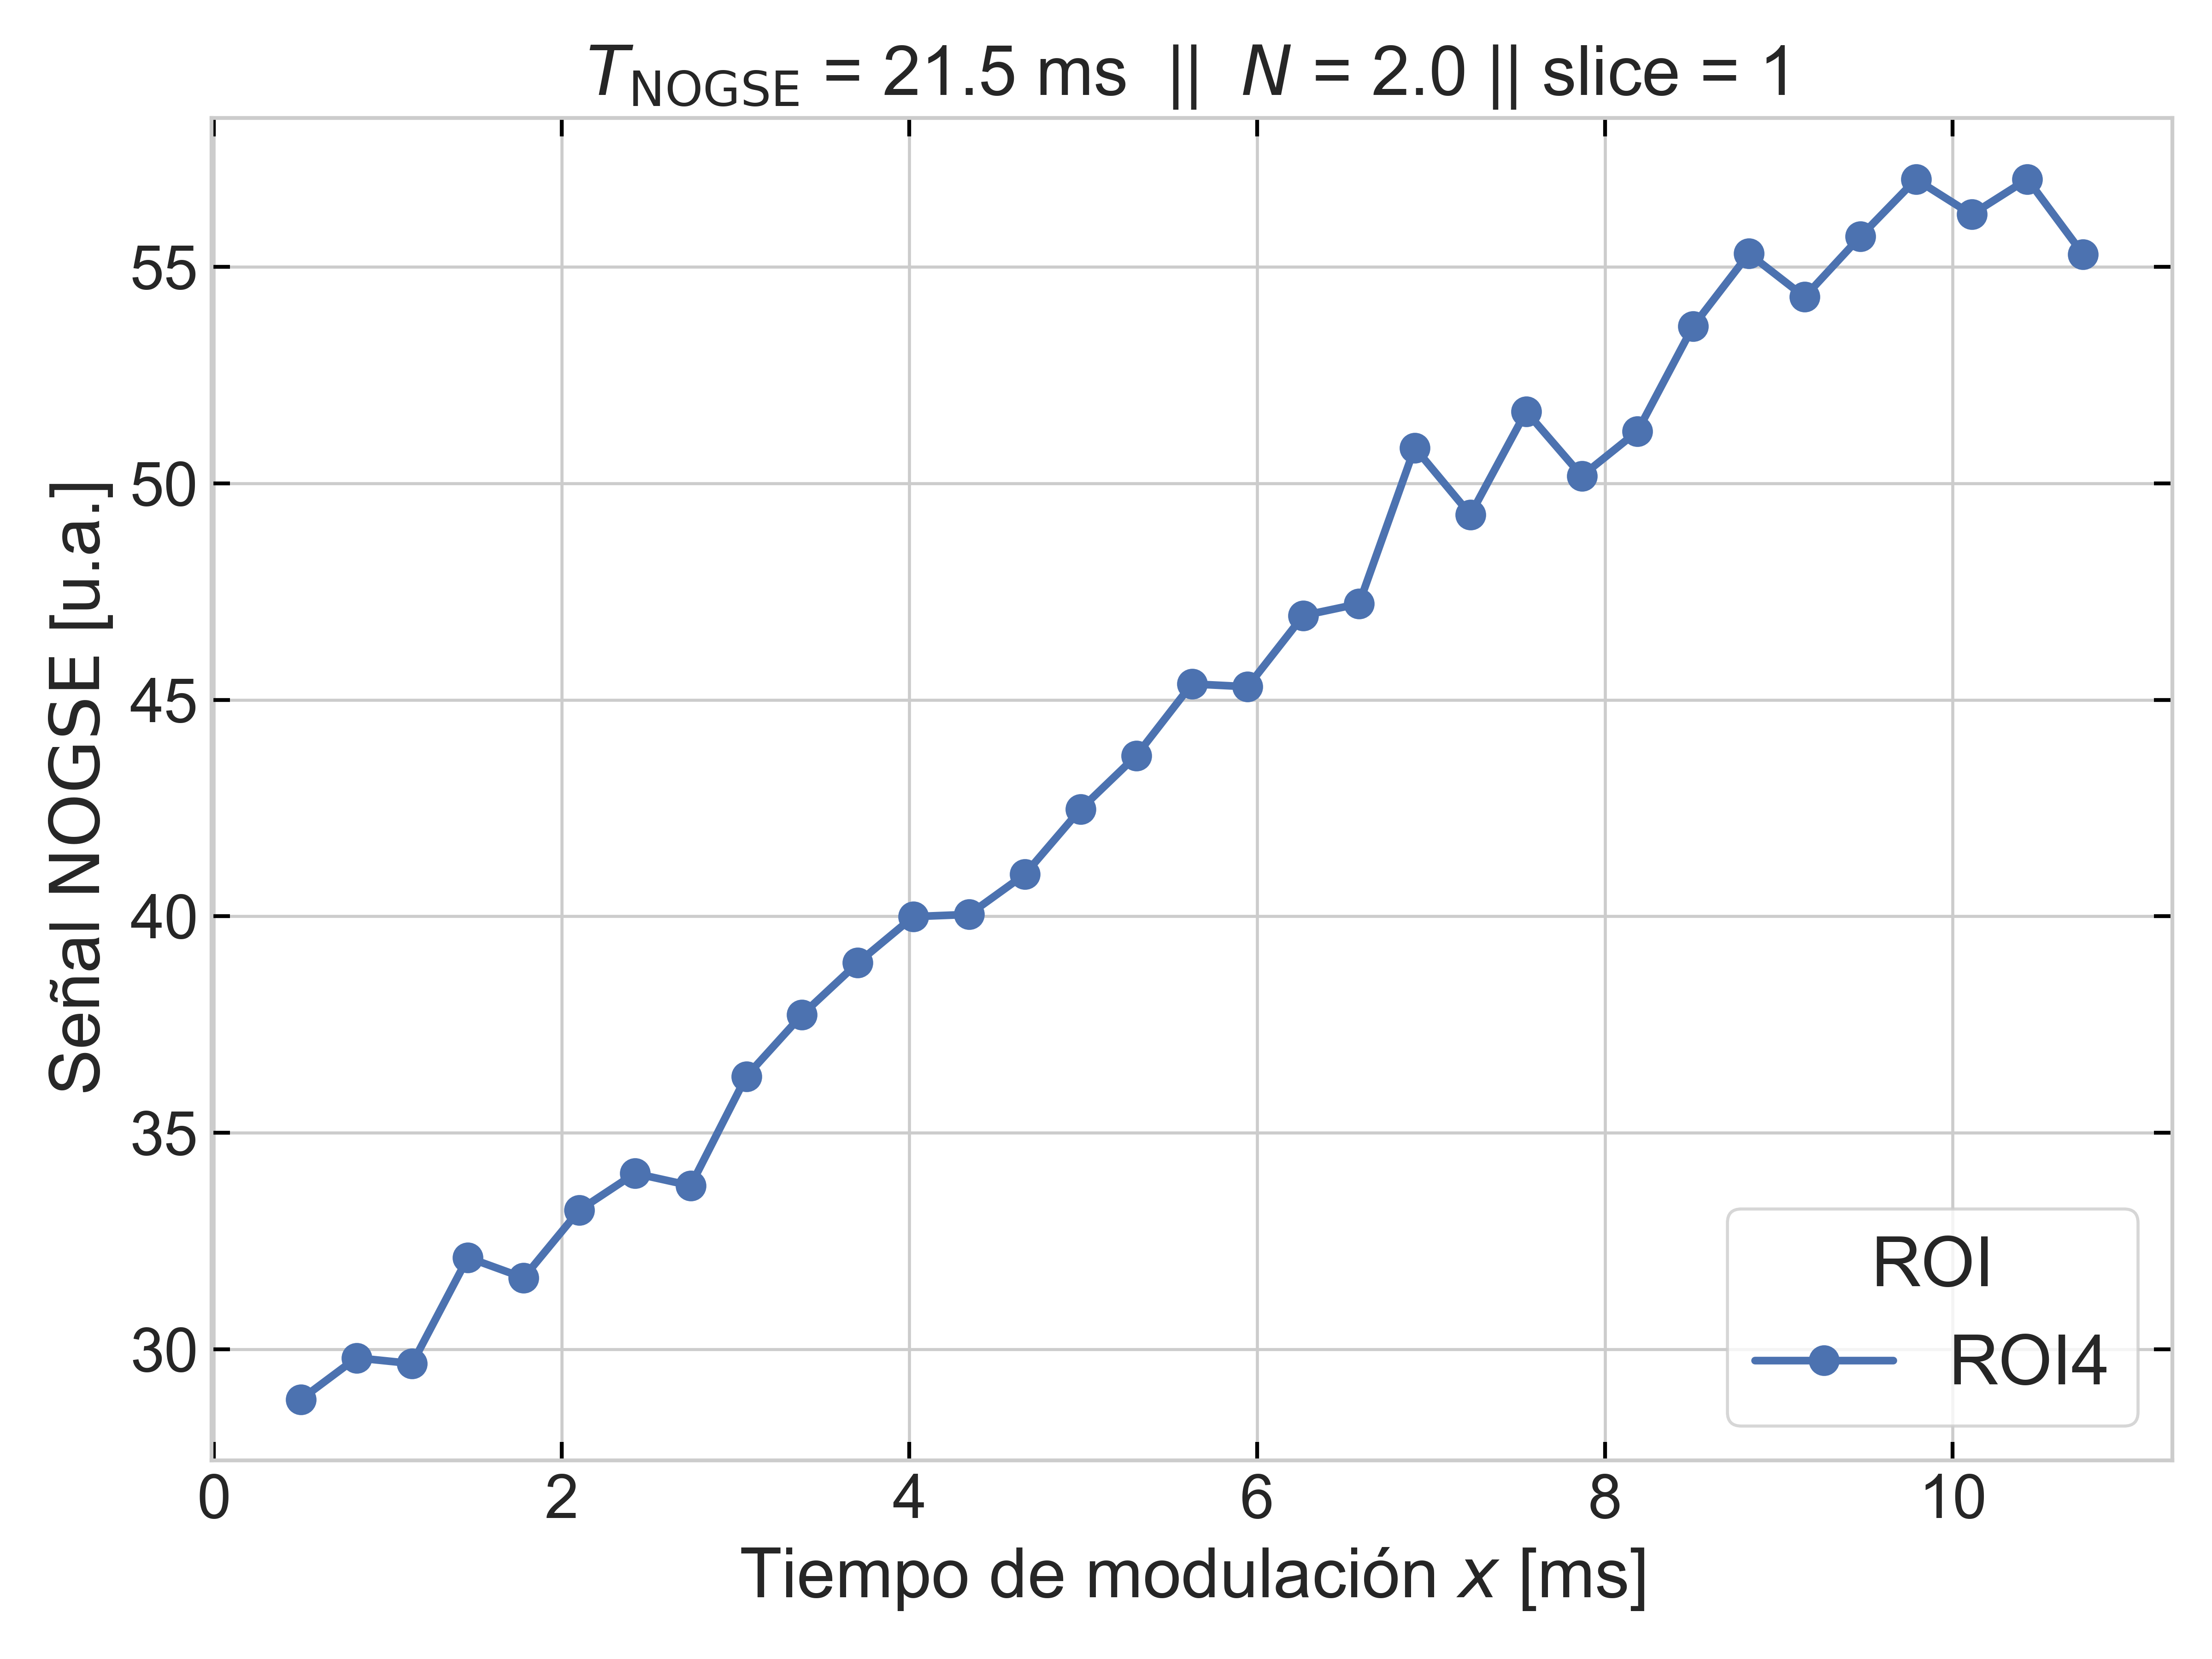 T_NOGSE = 21.5 ms || N = 2.0 || slice = 1
Señal NOGSE [u.a.]
55
50
45
40
35
30
0 2 4 6 8 10
Tiempo de modulación x [ms]
ROI
ROI4